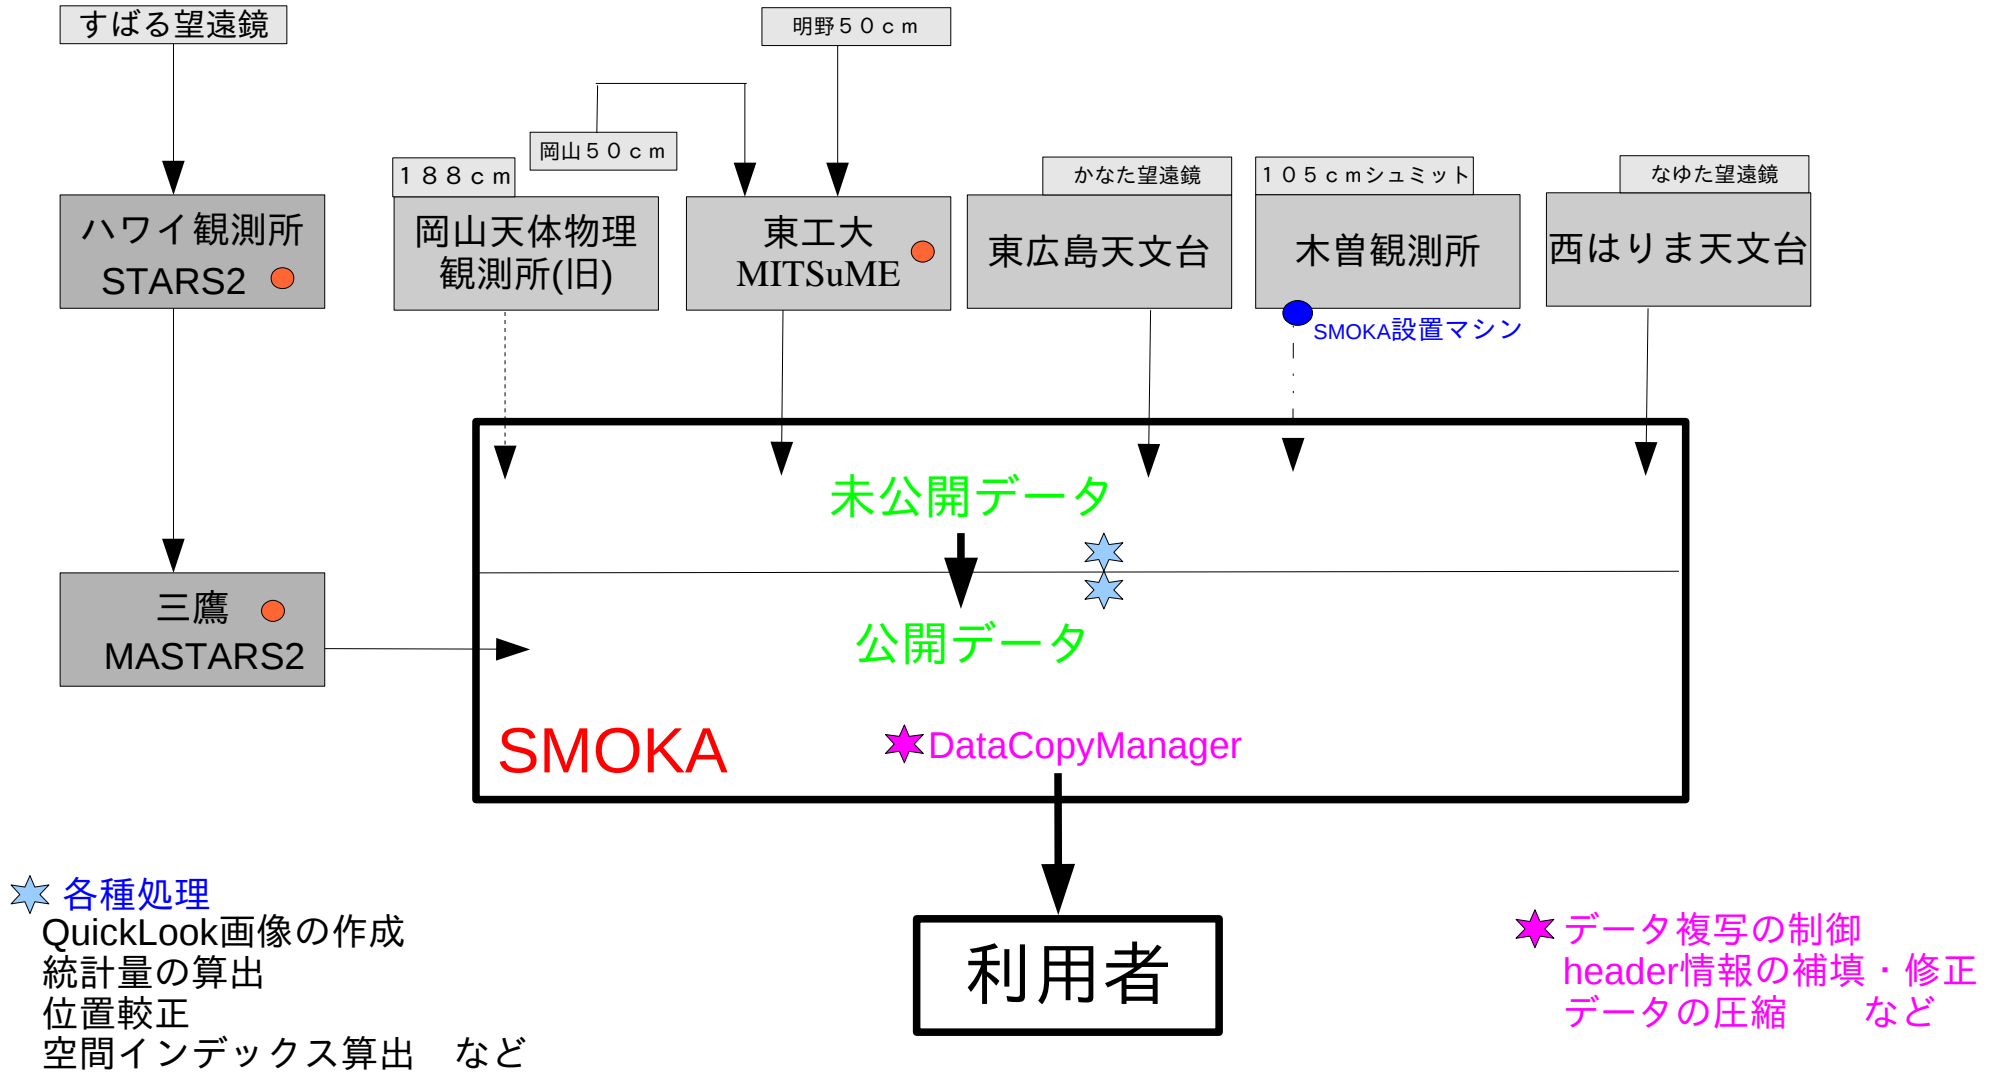 すばる望遠鏡
明野５０ｃｍ
岡山５０ｃｍ
１８８ｃｍ
かなた望遠鏡
１０５ｃｍシュミット
なゆた望遠鏡
ハワイ観測所
STARS2
岡山天体物理
観測所(旧)
東工大
MITSuME
東広島天文台
木曽観測所
西はりま天文台
SMOKA設置マシン
未公開データ
三鷹
MASTARS2
公開データ
SMOKA
DataCopyManager
利用者
各種処理
QuickLook画像の作成
統計量の算出
位置較正
空間インデックス算出　など
データ複写の制御
header情報の補填・修正
データの圧縮　　など